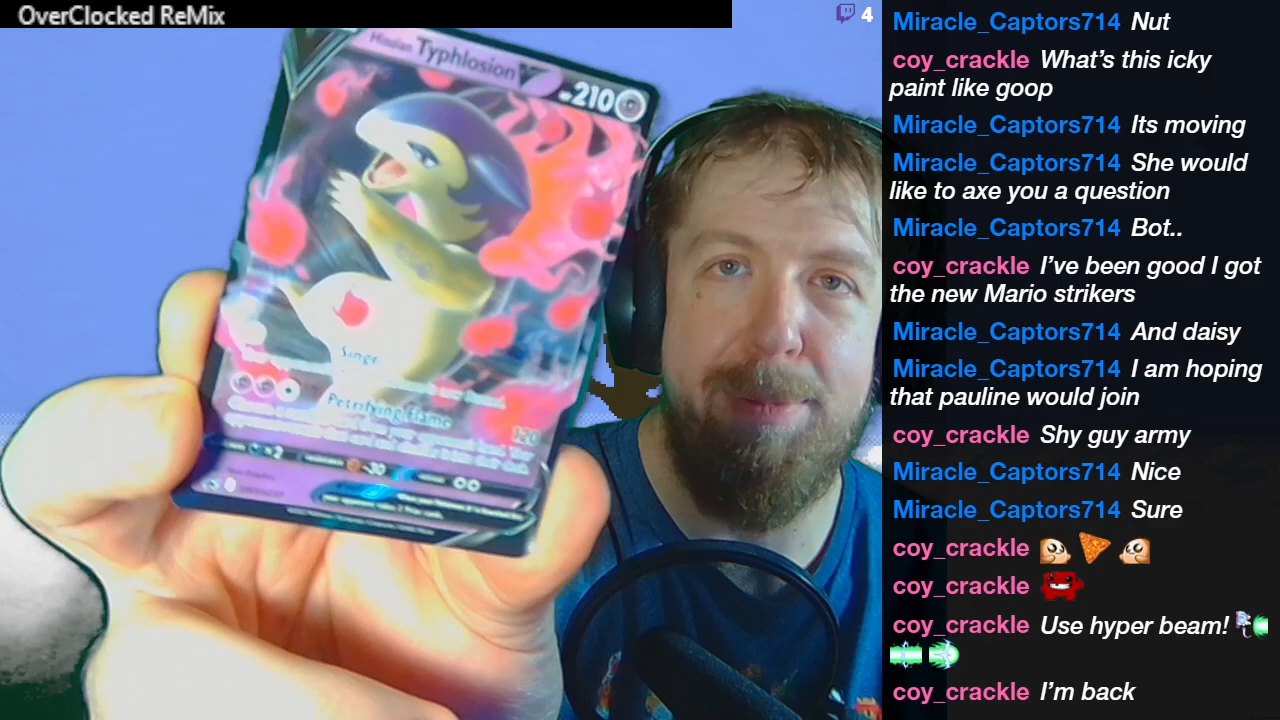 OverClocked ReMix
4
Hisuian Typhlosion
210
Singe
Petrifying Flame
120
-30
Miracle_Captors714 Nut
coy_crackle What's this icky
paint like goop
Miracle_Captors714 Its moving
Miracle_Captors714 She would
like to axe you a question
Miracle_Captors714 Bot..
coy_crackle I've been good I got
the new Mario strikers
Miracle_Captors714 And daisy
Miracle_Captors714 I am hoping
that pauline would join
coy_crackle Shy guy army
Miracle_Captors714 Nice
Miracle_Captors714 Sure
coy_crackle
coy_crackle
coy_crackle Use hyper beam!
coy_crackle I'm back